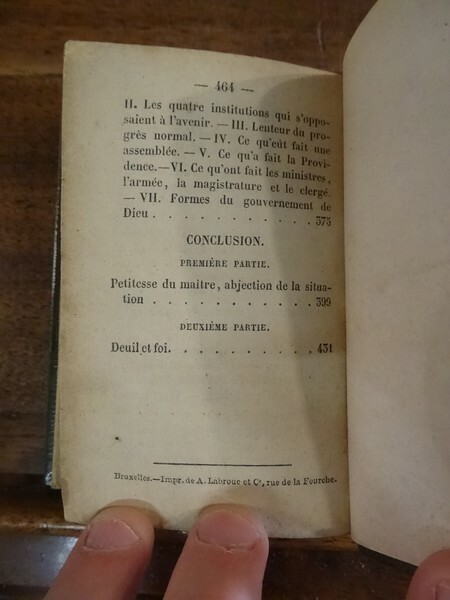 — 464 —
II. Les quatre institutions qui s'oppo-
saient à l'avenir. — III. Lenteur du pro-
grès normal. — IV. Ce qu'eût fait une
assemblée. — V. Ce qu'a fait la Provi-
dence. — VI. Ce qu'ont fait les ministres,
l'armée, la magistrature et le clergé.
— VII. Formes du gouvernement de
Dieu . . . . . . . . . . . 375
CONCLUSION.
PREMIÈRE PARTIE.
Petitesse du maître, abjection de la situa-
tion . . . . . . . . . . . 399
DEUXIÈME PARTIE.
Deuil et foi. . . . . . . . . . 431
Bruxelles.—Impr. de A. Labroue et Cᵉ, rue de la Fourche.